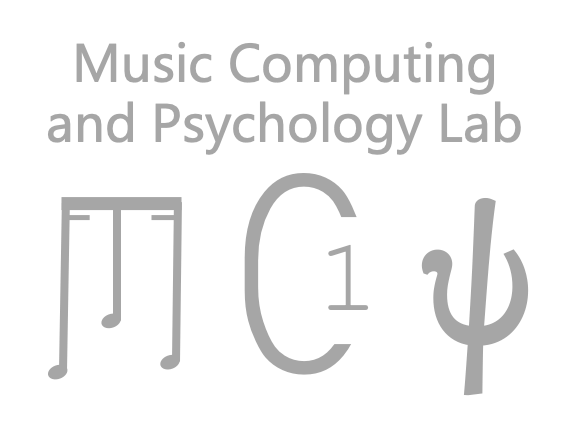 Music Computing
and Psychology Lab
C1 ψ